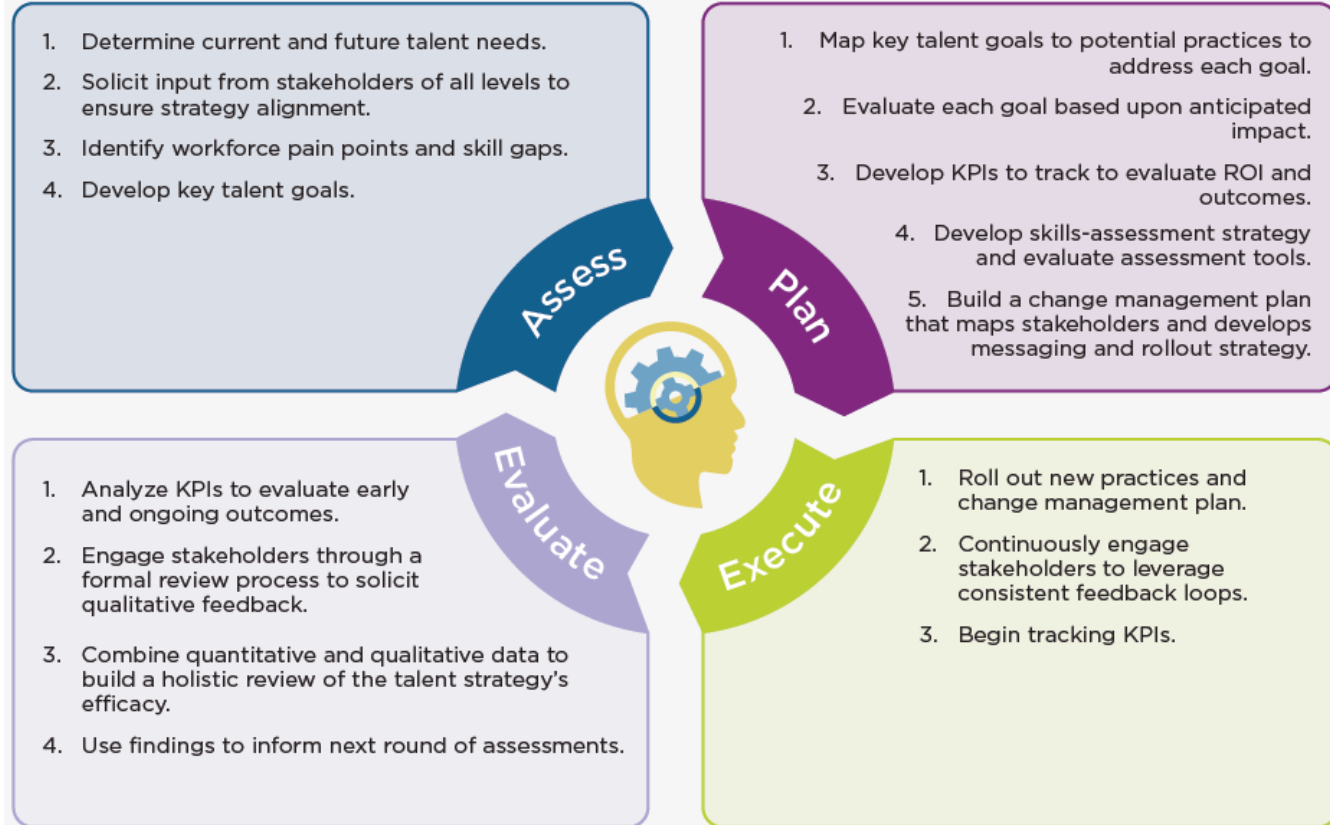 1. Determine current and future talent needs.
2. Solicit input from stakeholders of all levels to
ensure strategy alignment.
3. Identify workforce pain points and skill gaps.
4. Develop key talent goals.
Assess
1. Map key talent goals to potential practices to
address each goal.
2. Evaluate each goal based upon anticipated
impact.
3. Develop KPIs to track to evaluate ROI and
outcomes.
4. Develop skills-assessment strategy
and evaluate assessment tools.
5. Build a change management plan
that maps stakeholders and develops
messaging and rollout strategy.
Plan
1. Roll out new practices and
change management plan.
2. Continuously engage
stakeholders to leverage
consistent feedback loops.
3. Begin tracking KPIs.
Execute
1. Analyze KPIs to evaluate early
and ongoing outcomes.
2. Engage stakeholders through a
formal review process to solicit
qualitative feedback.
3. Combine quantitative and qualitative data to
build a holistic review of the talent strategy's
efficacy.
4. Use findings to inform next round of assessments.
Evaluate